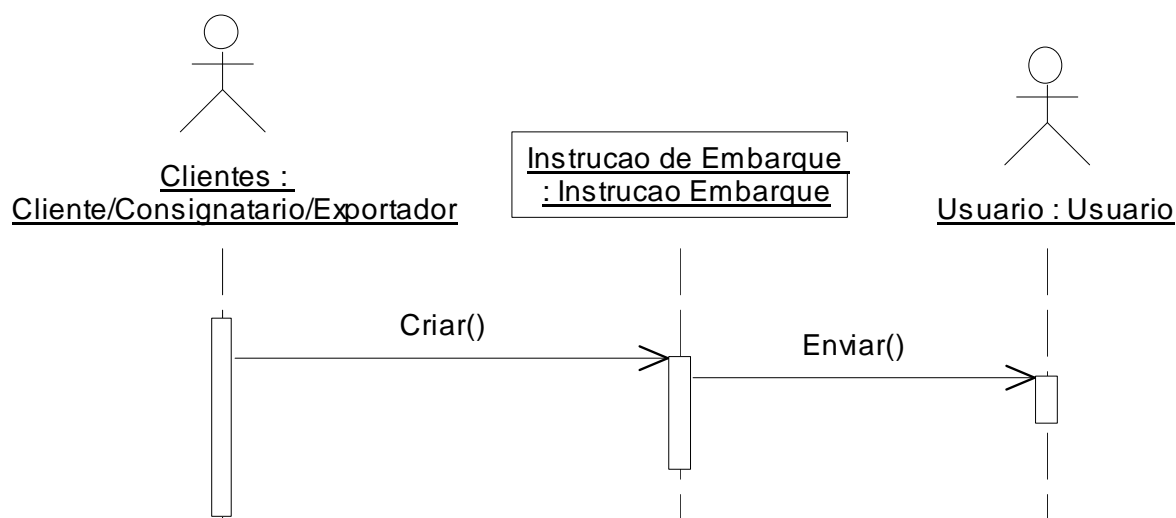 Clientes :
Cliente/Consignatario/Exportador
Instrucao de Embarque
: Instrucao Embarque
Usuario : Usuario
Criar()
Enviar()